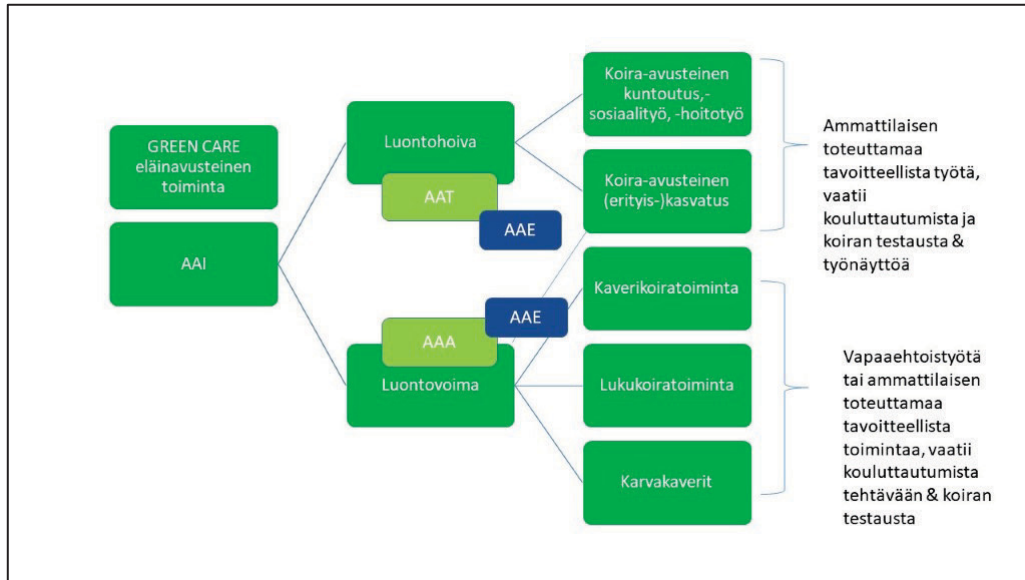 GREEN CARE
eläinavusteinen
toiminta
AAI
Luontohoiva
AAT
AAE
AAE
AAA
Luontovoima
Koira-avusteinen
kuntoutus,-
sosiaalityö, -hoitotyö
Koira-avusteinen
(erityis-)kasvatus
Kaverikoiratoiminta
Lukukoiratoiminta
Karvakaverit
Ammattilaisen
toteuttamaa
tavoitteellista työtä,
vaatii
kouluttautumista ja
koiran testausta &
työnäyttöä
Vapaaehtoistyötä
tai ammattilaisen
toteuttamaa
tavoitteellista
toimintaa, vaatii
kouluttautumista
tehtävään & koiran
testausta